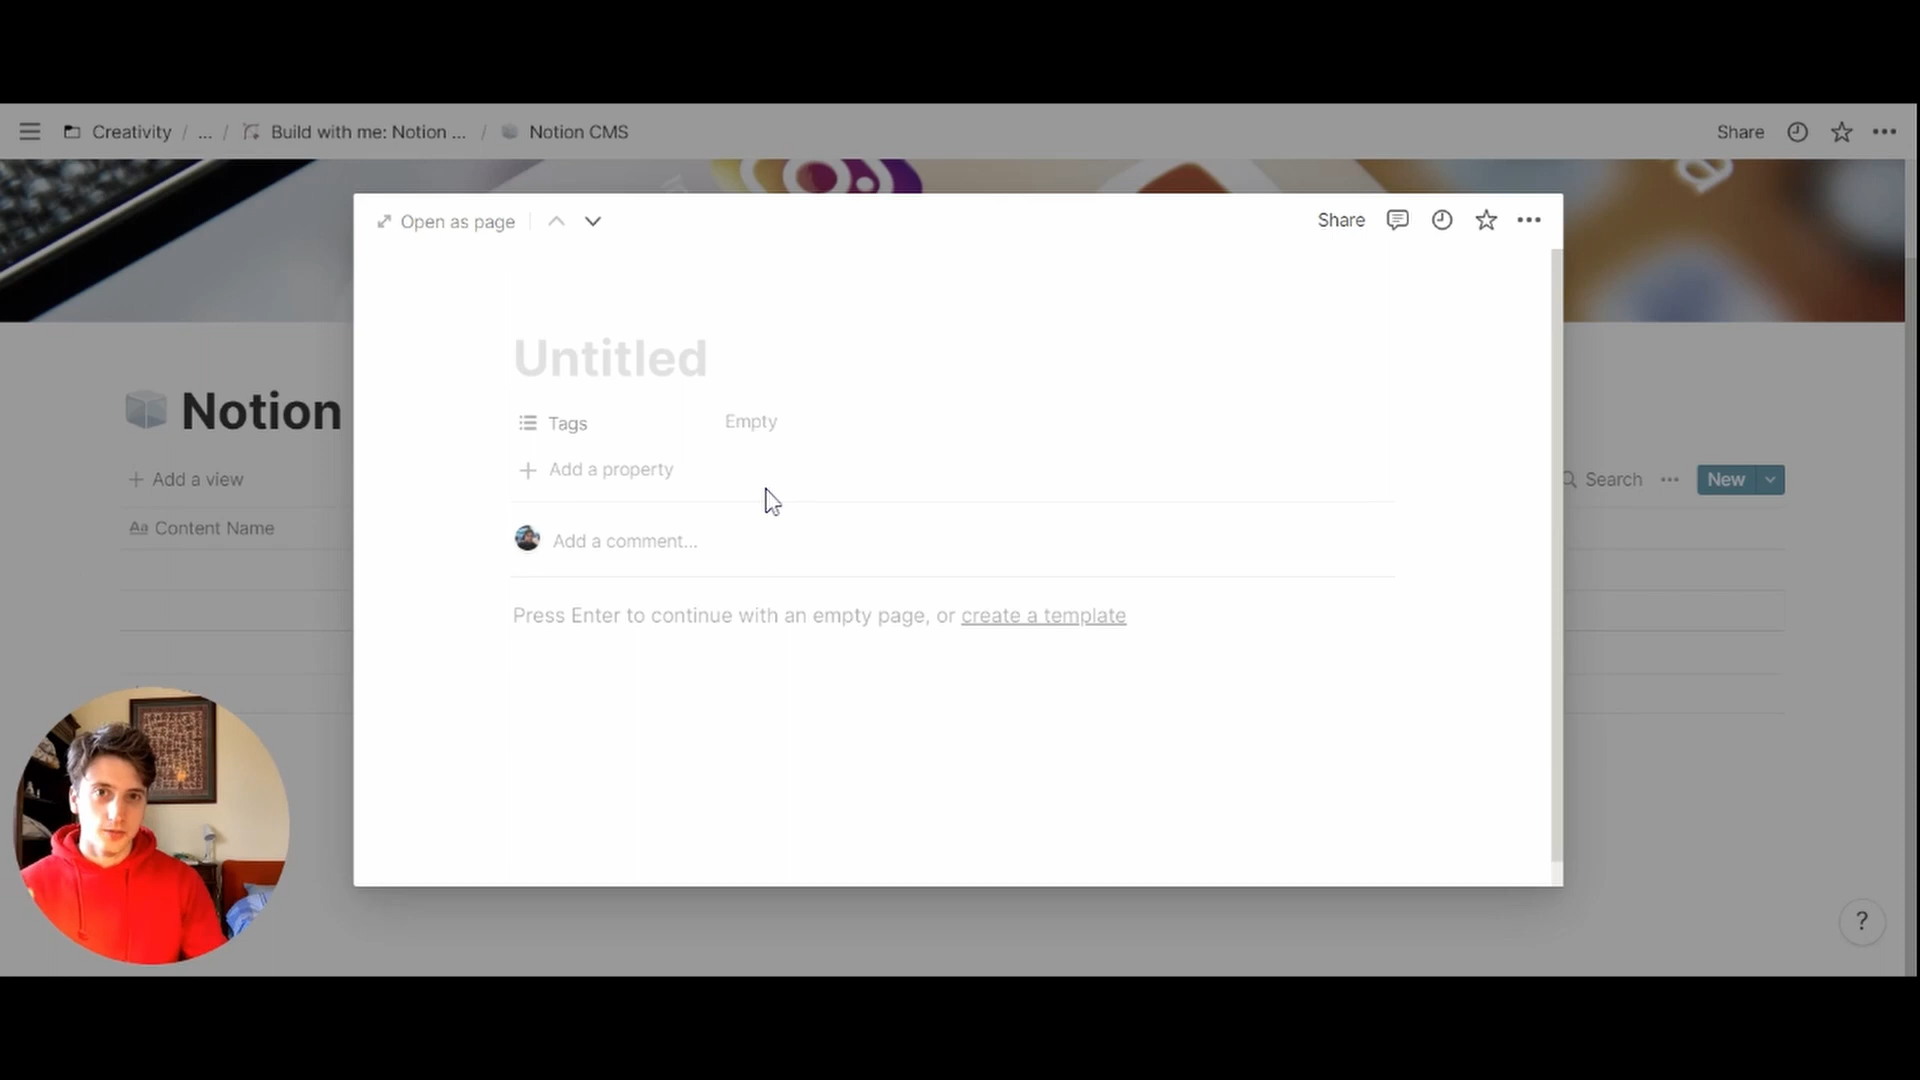 Creativity / ... / Build with me: Notion ... / Notion CMS
Share
Open as page
Share
Untitled
Tags Empty
Add a property
Add a comment...
Press Enter to continue with an empty page, or create a template
Notion
Add a view
Search ... New
Aa Content Name
?